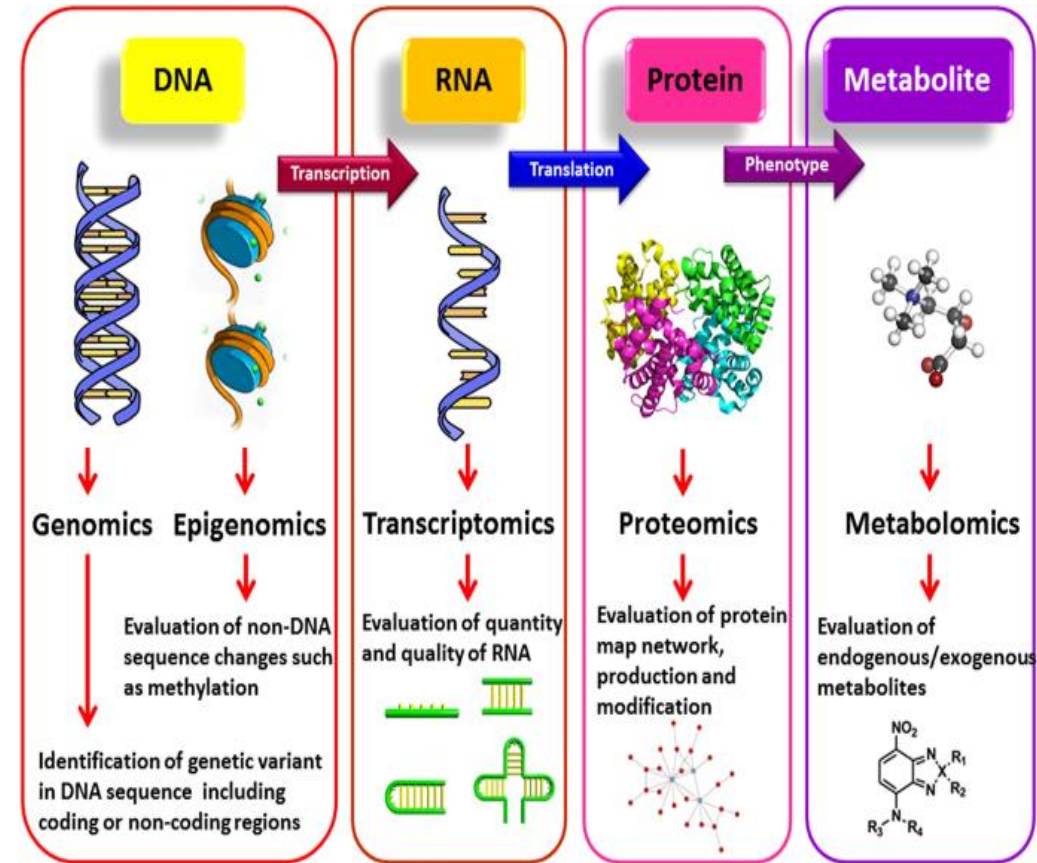 DNA
RNA
Protein
Metabolite
Transcription
Translation
Phenotype
Genomics
Epigenomics
Transcriptomics
Proteomics
Metabolomics
Evaluation of non-DNA
sequence changes such
as methylation
Identification of genetic variant
in DNA sequence including
coding or non-coding regions
Evaluation of quantity
and quality of RNA
Evaluation of protein
map network,
production and
modification
Evaluation of
endogenous/exogenous
metabolites
NO₂
N
X
R₁
R₂
N
N
R₃
R₄